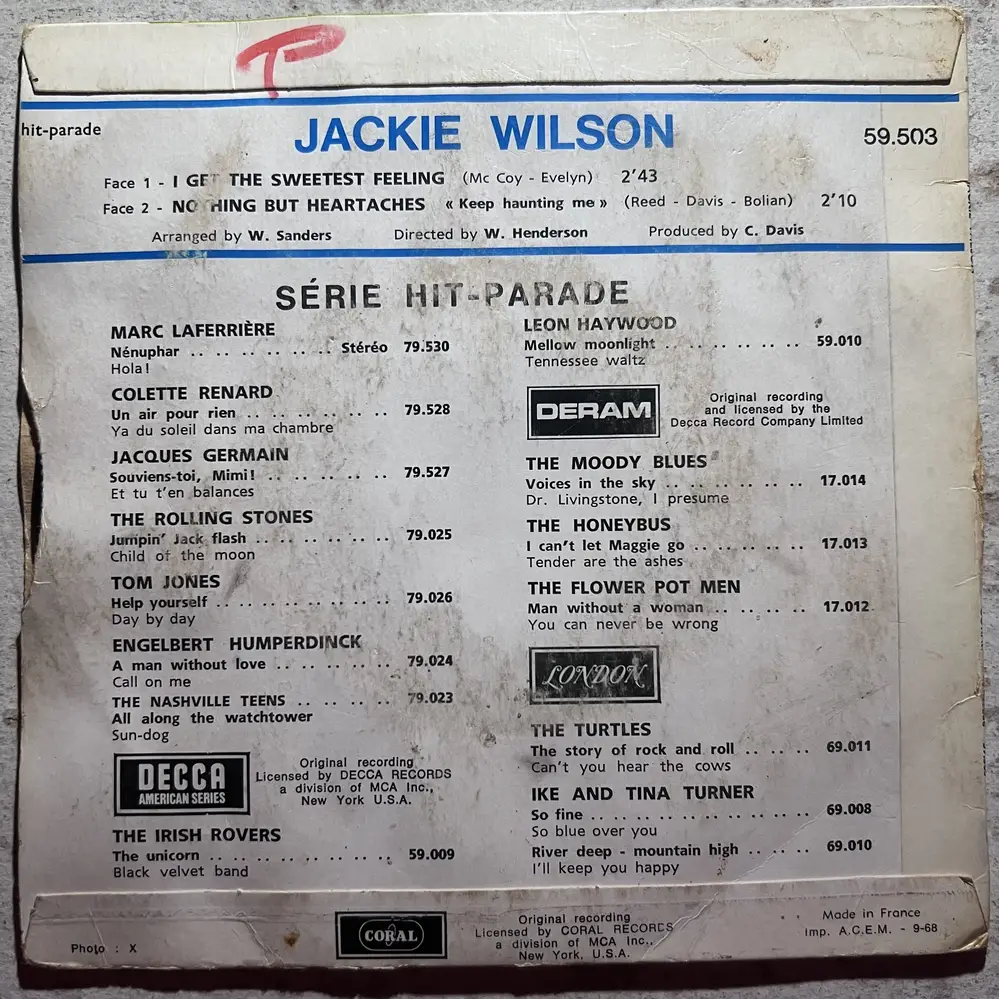 T
hit-parade
JACKIE WILSON
59.503
Face 1 - I GET THE SWEETEST FEELING (Mc Coy - Evelyn) 2'43
Face 2 - NO HING BUT HEARTACHES « Keep haunting me » (Reed - Davis - Bolian) 2'10
Arranged by W. Sanders Directed by W. Henderson Produced by C. Davis
SÉRIE HIT-PARADE
MARC LAFERRIÈRE
Nénuphar .. .. .. .. .. .. Stéréo 79.530
Hola!
COLETTE RENARD
Un air pour rien .. .. .. .. .. .. .. 79.528
Ya du soleil dans ma chambre
JACQUES GERMAIN
Souviens-toi, Mimi! .. .. .. .. .. .. 79.527
Et tu t'en balances
THE ROLLING STONES
Jumpin' Jack flash .. .. .. .. .. .. 79.025
Child of the moon
TOM JONES
Help yourself .. .. .. .. .. .. .. .. 79.026
Day by day
ENGELBERT HUMPERDINCK
A man without love .. .. .. .. .. 79.024
Call on me
THE NASHVILLE TEENS .. .. .. .. 79.023
All along the watchtower
Sun-dog
DECCA
AMERICAN SERIES
Original recording
Licensed by DECCA RECORDS
a division of MCA Inc.,
New York U.S.A.
THE IRISH ROVERS
The unicorn .. .. .. .. .. .. .. .. 59.009
Black velvet band
LEON HAYWOOD
Mellow moonlight .. .. .. .. .. .. 59.010
Tennessee waltz
DERAM
Original recording
and licensed by the
Decca Record Company Limited
THE MOODY BLUES
Voices in the sky .. .. .. .. .. .. .. 17.014
Dr. Livingstone, I presume
THE HONEYBUS
I can't let Maggie go .. .. .. .. .. 17.013
Tender are the ashes
THE FLOWER POT MEN
Man without a woman .. .. .. .. .. 17.012
You can never be wrong
LONDON
THE TURTLES
The story of rock and roll .. .. .. 69.011
Can't you hear the cows
IKE AND TINA TURNER
So fine .. .. .. .. .. .. .. .. .. .. 69.008
So blue over you
River deep - mountain high .. .. .. 69.010
I'll keep you happy
Photo : X
CORAL
Original recording
Licensed by CORAL RECORDS
a division of MCA Inc.,
New York, U.S.A.
Made in France
Imp. A.C.E.M. - 9-68